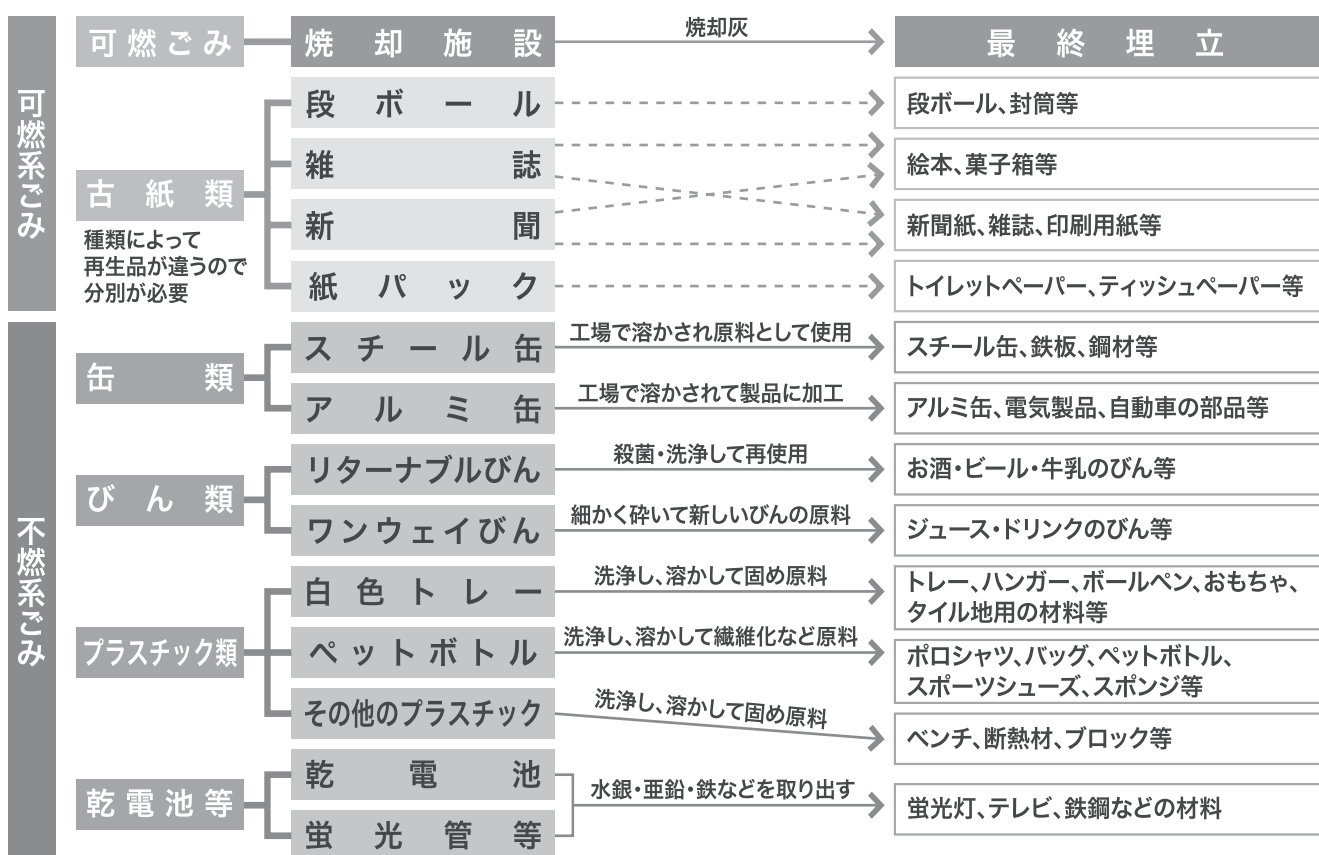 可燃系ごみ
可燃ごみ
焼却施設
焼却灰
最終埋立
古紙類
種類によって
再生品が違うので
分別が必要
段ボール
段ボール、封筒等
雑誌
絵本、菓子箱等
新聞
新聞紙、雑誌、印刷用紙等
紙パック
トイレットペーパー、ティッシュペーパー等
不燃系ごみ
缶類
スチール缶
工場で溶かされ原料として使用
スチール缶、鉄板、鋼材等
アルミ缶
工場で溶かされて製品に加工
アルミ缶、電気製品、自動車の部品等
びん類
リターナブルびん
殺菌・洗浄して再使用
お酒・ビール・牛乳のびん等
ワンウェイびん
細かく砕いて新しいびんの原料
ジュース・ドリンクのびん等
プラスチック類
白色トレー
洗浄し、溶かして固め原料
トレー、ハンガー、ボールペン、おもちゃ、
タイル地用の材料等
ペットボトル
洗浄し、溶かして繊維化など原料
ポロシャツ、バッグ、ペットボトル、
スポーツシューズ、スポンジ等
その他のプラスチック
洗浄し、溶かして固め原料
ベンチ、断熱材、ブロック等
乾電池等
乾電池
蛍光管等
水銀・亜鉛・鉄などを取り出す
蛍光灯、テレビ、鉄鋼などの材料